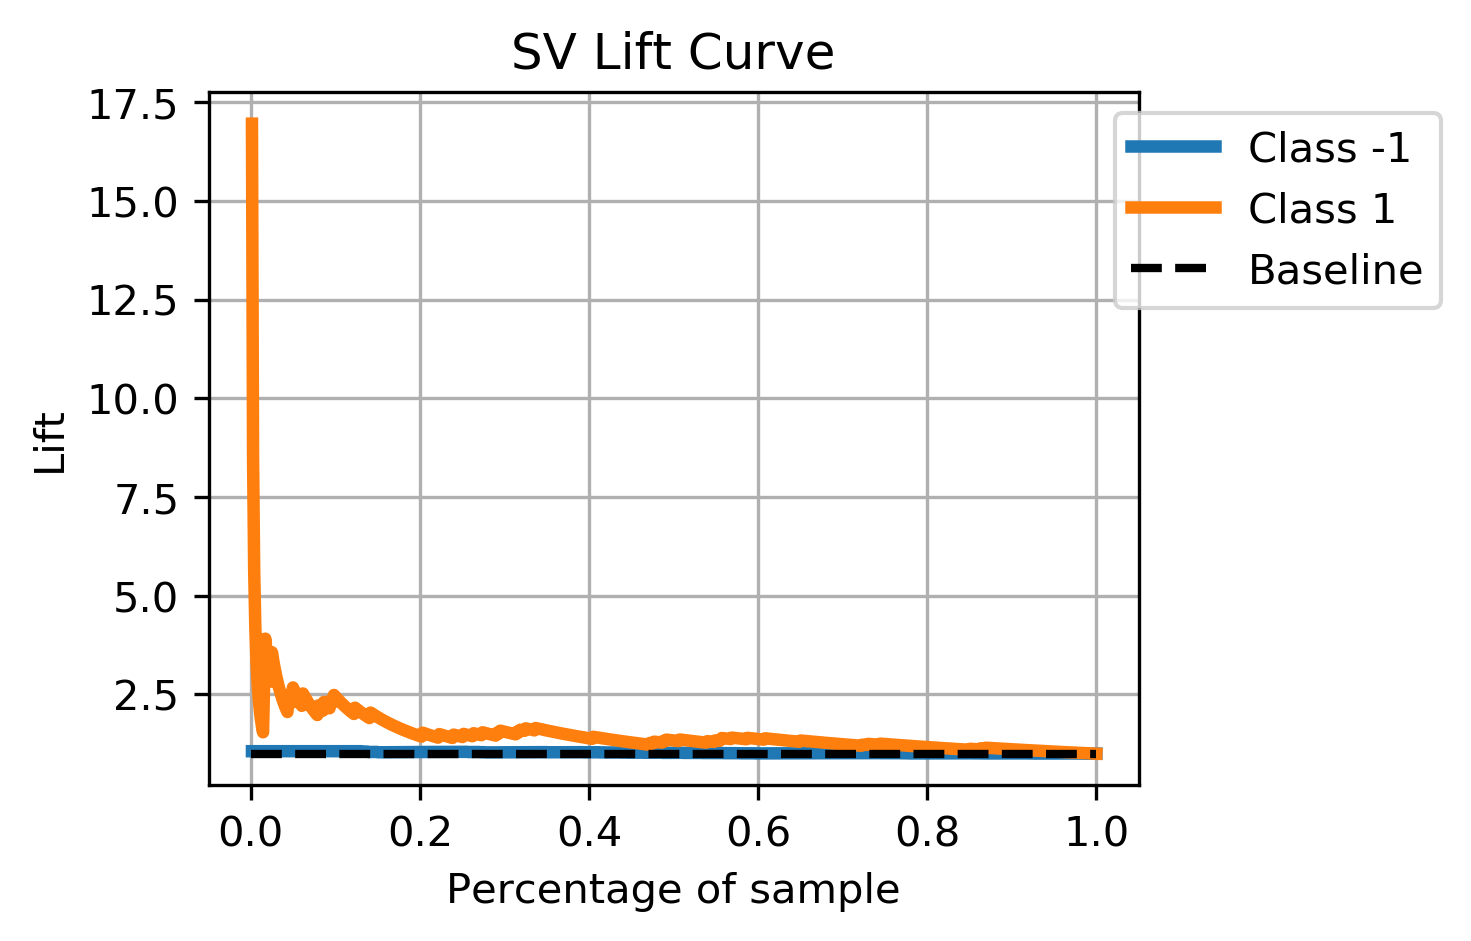 SV Lift Curve
17.5
15.0
12.5
10.0
7.5
5.0
2.5
Lift
0.0 0.2 0.4 0.6 0.8 1.0
Percentage of sample
Class -1
Class 1
Baseline